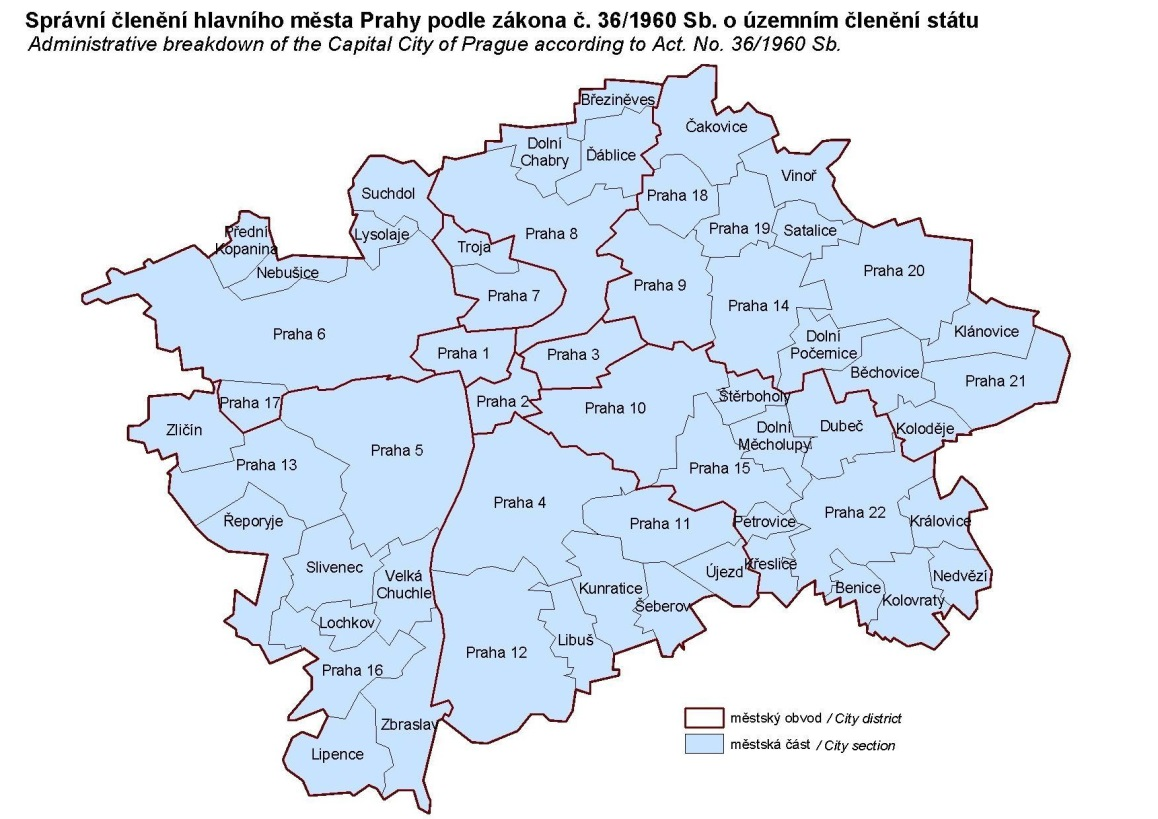 Správní členění hlavního města Prahy podle zákona č. 36/1960 Sb. o územním členění státu
Administrative breakdown of the Capital City of Prague according to Act. No. 36/1960 Sb.
Březiněves
Čakovice
Dolní
Chabry
Ďáblice
Vinoř
Suchdol
Praha 18
Přední
Kopanina
Lysolaje
Troja
Praha 8
Praha 19
Satalice
Nebušice
Praha 20
Praha 7
Praha 9
Praha 14
Praha 6
Klánovice
Dolní
Počernice
Praha 1
Praha 3
Běchovice
Praha 21
Praha 17
Praha 2
Praha 10
Štěrboholy
Zličín
Dolní
Měcholupy
Dubeč
Koloděje
Praha 5
Praha 13
Praha 15
Praha 4
Praha 22
Řeporyje
Praha 11
Petrovice
Královice
Slivenec
Velká
Chuchle
Kunratice
Újezd
Křeslice
Benice
Nedvězí
Kolovraty
Šeberov
Lochkov
Libuš
Praha 12
Praha 16
Zbraslav
Lipence
městský obvod / City district
městská část / City section